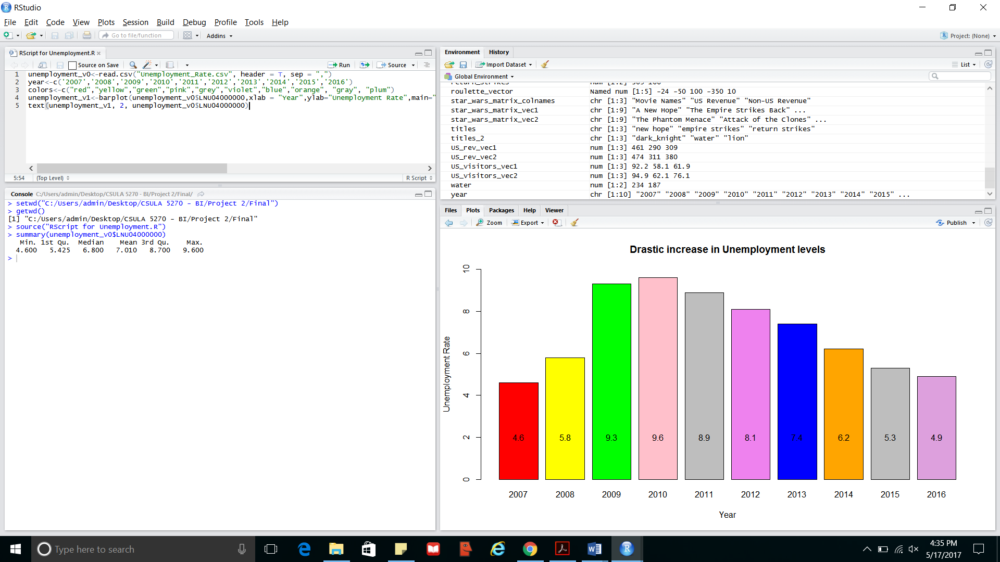 RStudio
File Edit Code View Plots Session Build Debug Profile Tools Help
Go to file/function Addins Project: (None)
RScript for Unemployment.R
Source on Save Run Source
1 unemployment_v0<-read.csv("Unemployment_Rate.csv", header = T, sep = ",")
2 year<-c('2007','2008','2009','2010','2011','2012','2013','2014','2015','2016')
3 colors<-c("red","yellow","green","pink","grey","violet","blue","orange", "gray", "plum")
4 unemployment_v1<-barplot(unemployment_v0$LNU04000000,xlab = "Year",ylab="Unemployment Rate",main="
5 text(unemployment_v1, 2, unemployment_v0$LNU04000000)
5:54 (Top Level) R Script
Console C:/Users/admin/Desktop/CSULA 5270 - BI/Project 2/Final/
> setwd("C:/Users/admin/Desktop/CSULA 5270 - BI/Project 2/Final")
> getwd()
[1] "C:/Users/admin/Desktop/CSULA 5270 - BI/Project 2/Final"
> source("RScript for Unemployment.R")
> summary(unemployment_v0$LNU04000000)
Min. 1st Qu. Median Mean 3rd Qu. Max.
4.600 5.425 6.800 7.010 8.700 9.600
>
Environment History
Import Dataset List
Global Environment
roulette_vector Named num [1:5] -24 -50 100 -350 10
star_wars_matrix_colnames chr [1:3] "Movie Names" "US Revenue" "Non-US Revenue"
star_wars_matrix_vec1 chr [1:9] "A New Hope" "The Empire Strikes Back" ...
star_wars_matrix_vec2 chr [1:9] "The Phantom Menace" "Attack of the Clones" ...
titles chr [1:3] "new hope" "empire strikes" "return strikes"
titles_2 chr [1:3] "dark_knight" "water" "lion"
US_rev_vec1 num [1:3] 461 290 309
US_rev_vec2 num [1:3] 474 311 380
US_visitors_vec1 num [1:3] 92.2 58.1 61.9
US_visitors_vec2 num [1:3] 94.9 62.1 76.1
water num [1:2] 234 187
year chr [1:10] "2007" "2008" "2009" "2010" "2011" "2012" "2013" "2014" "2015" ...
Files Plots Packages Help Viewer
Zoom Export Publish
Drastic increase in Unemployment levels
Unemployment Rate
10
8
6
4
2
0
4.6 5.8 9.3 9.6 8.9 8.1 7.4 6.2 5.3 4.9
2007 2008 2009 2010 2011 2012 2013 2014 2015 2016
Year
Type here to search
4:35 PM
5/17/2017